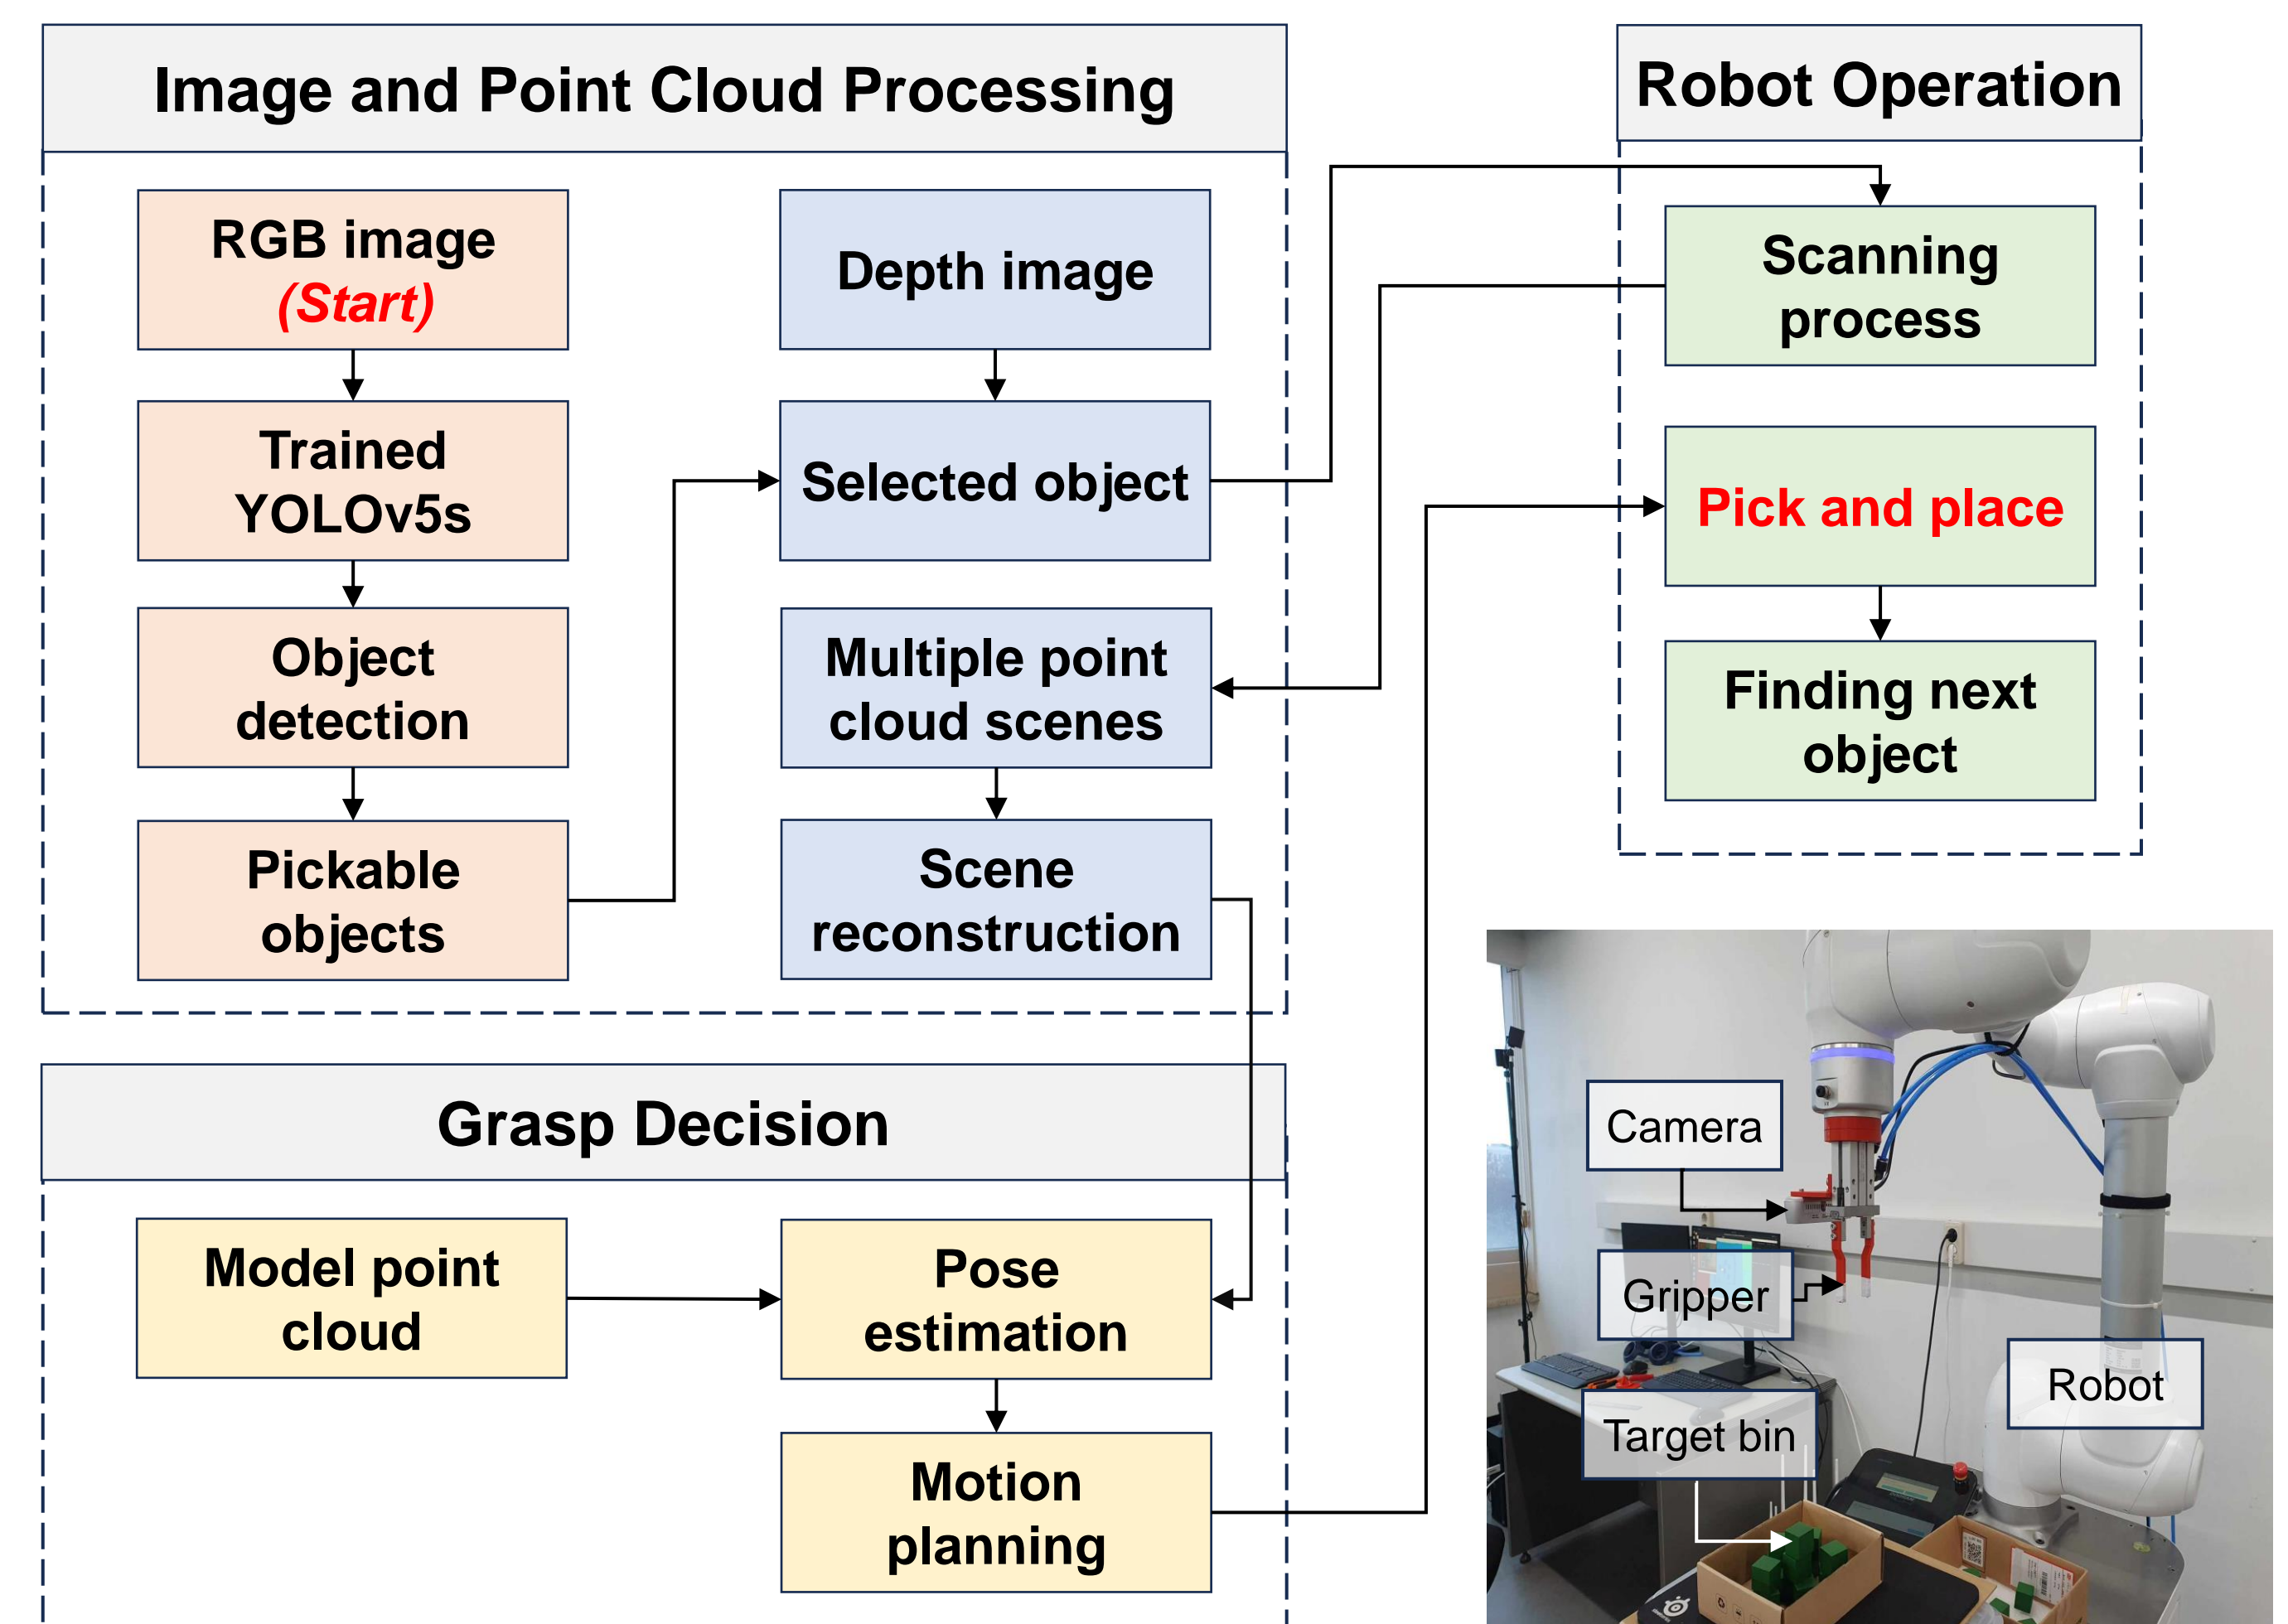 Image and Point Cloud Processing
RGB image
(Start)
Trained
YOLOv5s
Object
detection
Pickable
objects
Depth image
Selected object
Multiple point
cloud scenes
Scene
reconstruction
Robot Operation
Scanning
process
Pick and place
Finding next
object
Grasp Decision
Model point
cloud
Pose
estimation
Motion
planning
Camera
Gripper
Robot
Target bin